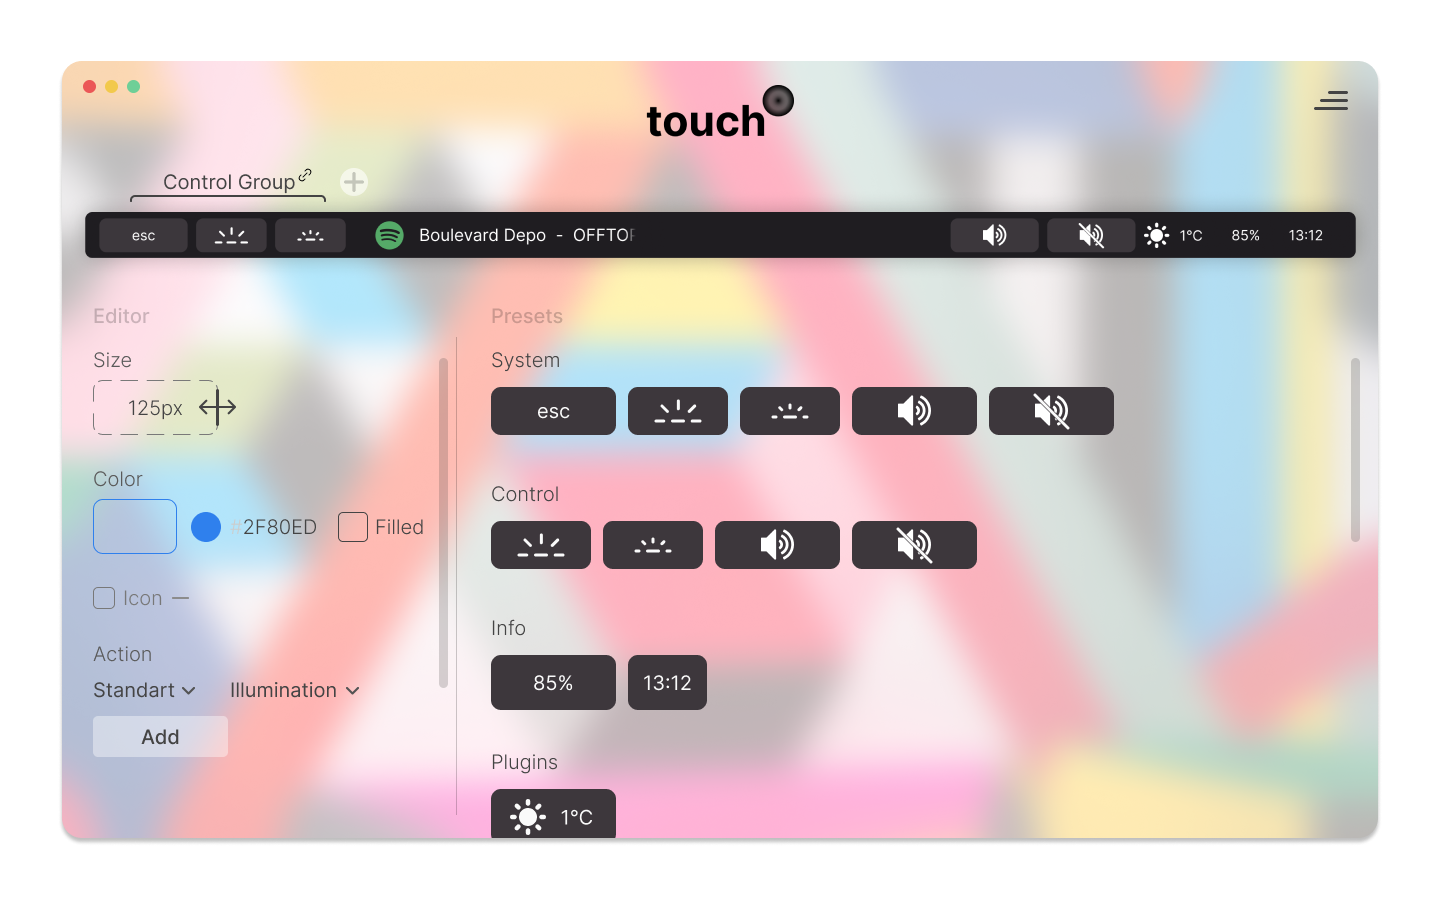 touch
Control Group
esc
Boulevard Depo - OFFTOP
1°C
85%
13:12
Editor
Size
125px
Color
#2F80ED
Filled
Icon
Action
Standart
Illumination
Add
Presets
System
esc
Control
Info
85%
13:12
Plugins
1°C